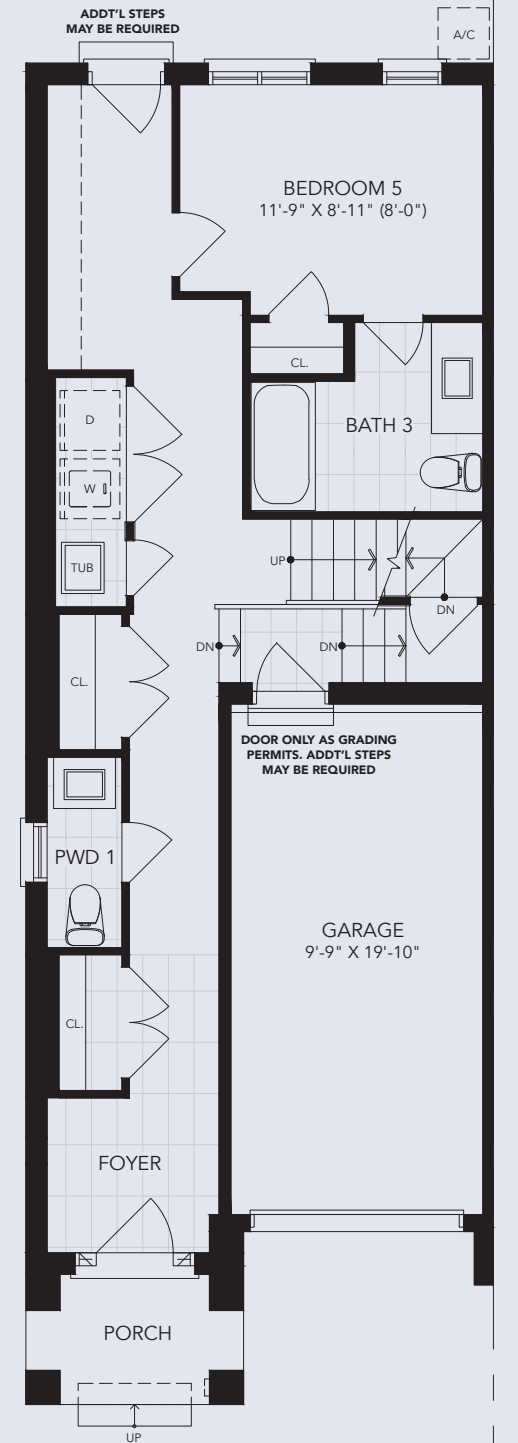 ADDT'L STEPS
MAY BE REQUIRED
A/C
BEDROOM 5
11'-9" X 8'-11" (8'-0")
CL.
BATH 3
D
W
TUB
UP
DN
DN
DN
CL.
DOOR ONLY AS GRADING
PERMITS. ADDT'L STEPS
MAY BE REQUIRED
PWD 1
GARAGE
9'-9" X 19'-10"
CL.
FOYER
PORCH
UP